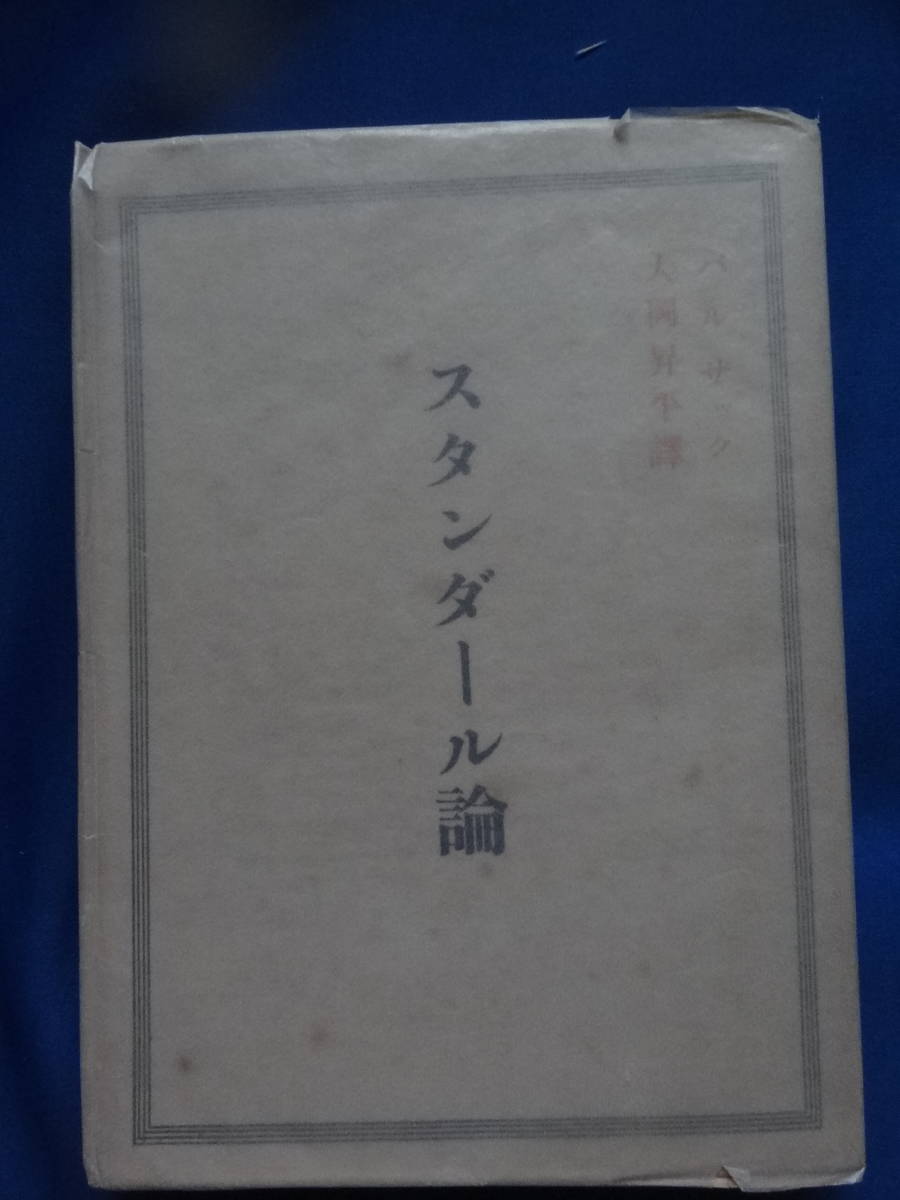 バルザック
大岡昇平譯
スタンダール論